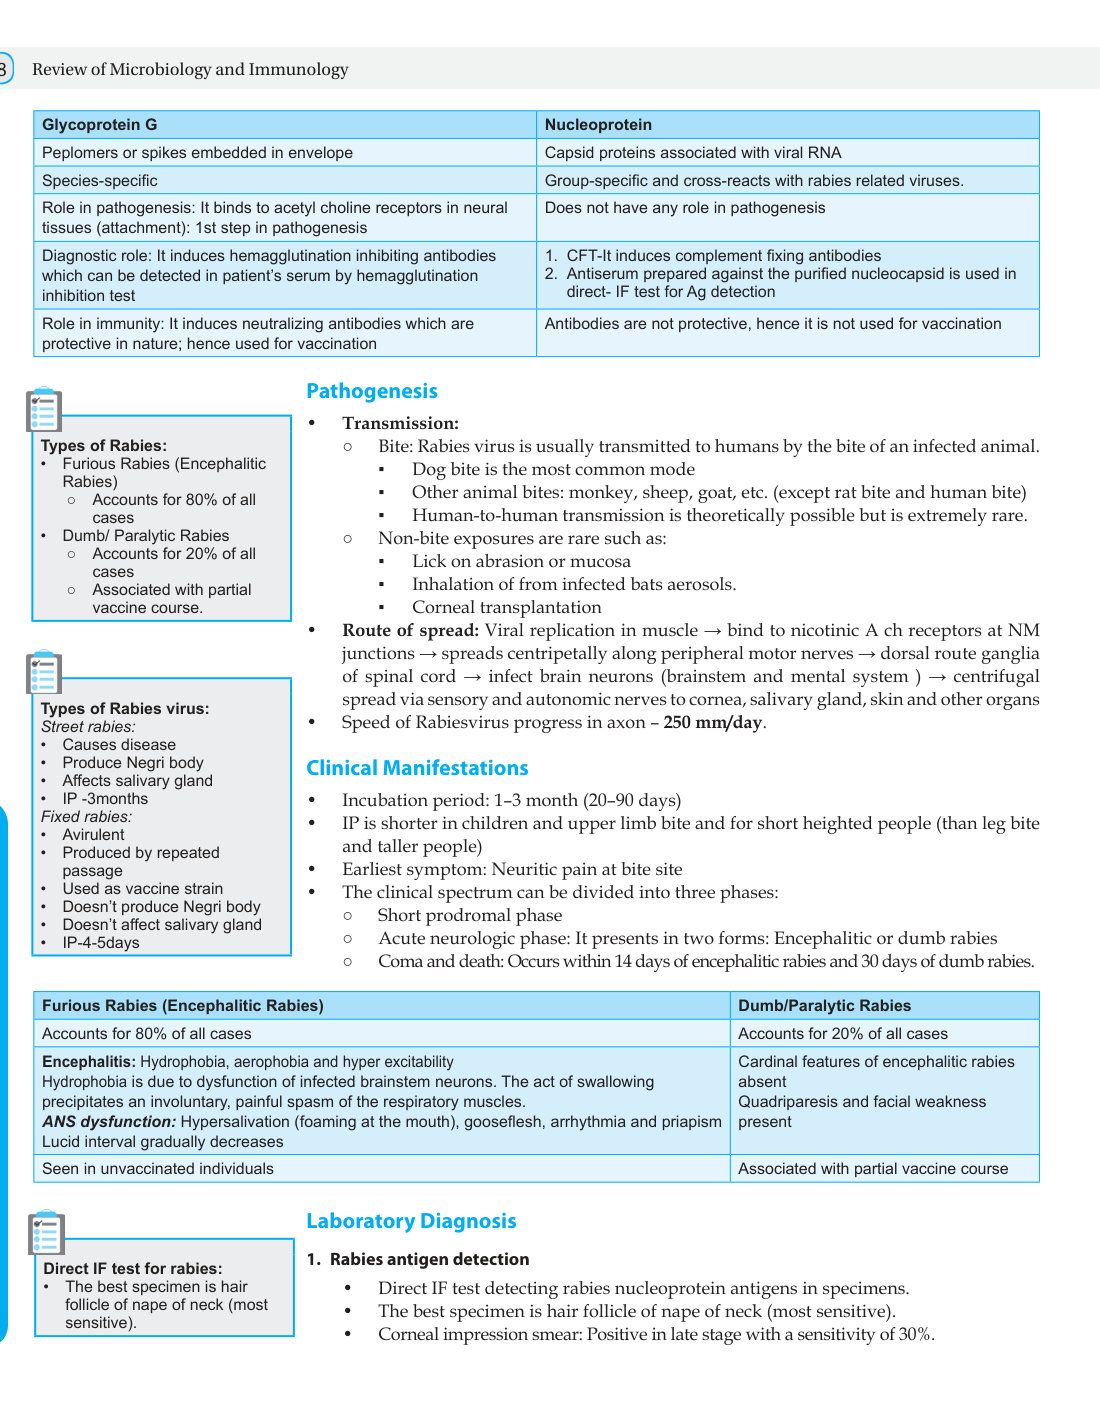 8 Review of Microbiology and Immunology
Glycoprotein G
Nucleoprotein
Peplomers or spikes embedded in envelope
Capsid proteins associated with viral RNA
Species-specific
Group-specific and cross-reacts with rabies related viruses.
Role in pathogenesis: It binds to acetyl choline receptors in neural
tissues (attachment): 1st step in pathogenesis
Does not have any role in pathogenesis
Diagnostic role: It induces hemagglutination inhibiting antibodies
which can be detected in patient's serum by hemagglutination
inhibition test
1. CFT-It induces complement fixing antibodies
2. Antiserum prepared against the purified nucleocapsid is used in
direct- IF test for Ag detection
Role in immunity: It induces neutralizing antibodies which are
protective in nature; hence used for vaccination
Antibodies are not protective, hence it is not used for vaccination
Types of Rabies:
• Furious Rabies (Encephalitic
Rabies)
○ Accounts for 80% of all
cases
• Dumb/ Paralytic Rabies
○ Accounts for 20% of all
cases
○ Associated with partial
vaccine course.
Types of Rabies virus:
Street rabies:
• Causes disease
• Produce Negri body
• Affects salivary gland
• IP -3months
Fixed rabies:
• Avirulent
• Produced by repeated
passage
• Used as vaccine strain
• Doesn't produce Negri body
• Doesn't affect salivary gland
• IP-4-5days
Pathogenesis
• Transmission:
○ Bite: Rabies virus is usually transmitted to humans by the bite of an infected animal.
▪ Dog bite is the most common mode
▪ Other animal bites: monkey, sheep, goat, etc. (except rat bite and human bite)
▪ Human-to-human transmission is theoretically possible but is extremely rare.
○ Non-bite exposures are rare such as:
▪ Lick on abrasion or mucosa
▪ Inhalation of from infected bats aerosols.
▪ Corneal transplantation
• Route of spread: Viral replication in muscle → bind to nicotinic A ch receptors at NM
junctions → spreads centripetally along peripheral motor nerves → dorsal route ganglia
of spinal cord → infect brain neurons (brainstem and mental system ) → centrifugal
spread via sensory and autonomic nerves to cornea, salivary gland, skin and other organs
• Speed of Rabiesvirus progress in axon – 250 mm/day.
Clinical Manifestations
• Incubation period: 1–3 month (20–90 days)
• IP is shorter in children and upper limb bite and for short heighted people (than leg bite
and taller people)
• Earliest symptom: Neuritic pain at bite site
• The clinical spectrum can be divided into three phases:
○ Short prodromal phase
○ Acute neurologic phase: It presents in two forms: Encephalitic or dumb rabies
○ Coma and death: Occurs within 14 days of encephalitic rabies and 30 days of dumb rabies.
Furious Rabies (Encephalitic Rabies)
Dumb/Paralytic Rabies
Accounts for 80% of all cases
Accounts for 20% of all cases
Encephalitis: Hydrophobia, aerophobia and hyper excitability
Hydrophobia is due to dysfunction of infected brainstem neurons. The act of swallowing
precipitates an involuntary, painful spasm of the respiratory muscles.
ANS dysfunction: Hypersalivation (foaming at the mouth), gooseflesh, arrhythmia and priapism
Lucid interval gradually decreases
Cardinal features of encephalitic rabies
absent
Quadriparesis and facial weakness
present
Seen in unvaccinated individuals
Associated with partial vaccine course
Direct IF test for rabies:
• The best specimen is hair
follicle of nape of neck (most
sensitive).
Laboratory Diagnosis
1. Rabies antigen detection
• Direct IF test detecting rabies nucleoprotein antigens in specimens.
• The best specimen is hair follicle of nape of neck (most sensitive).
• Corneal impression smear: Positive in late stage with a sensitivity of 30%.